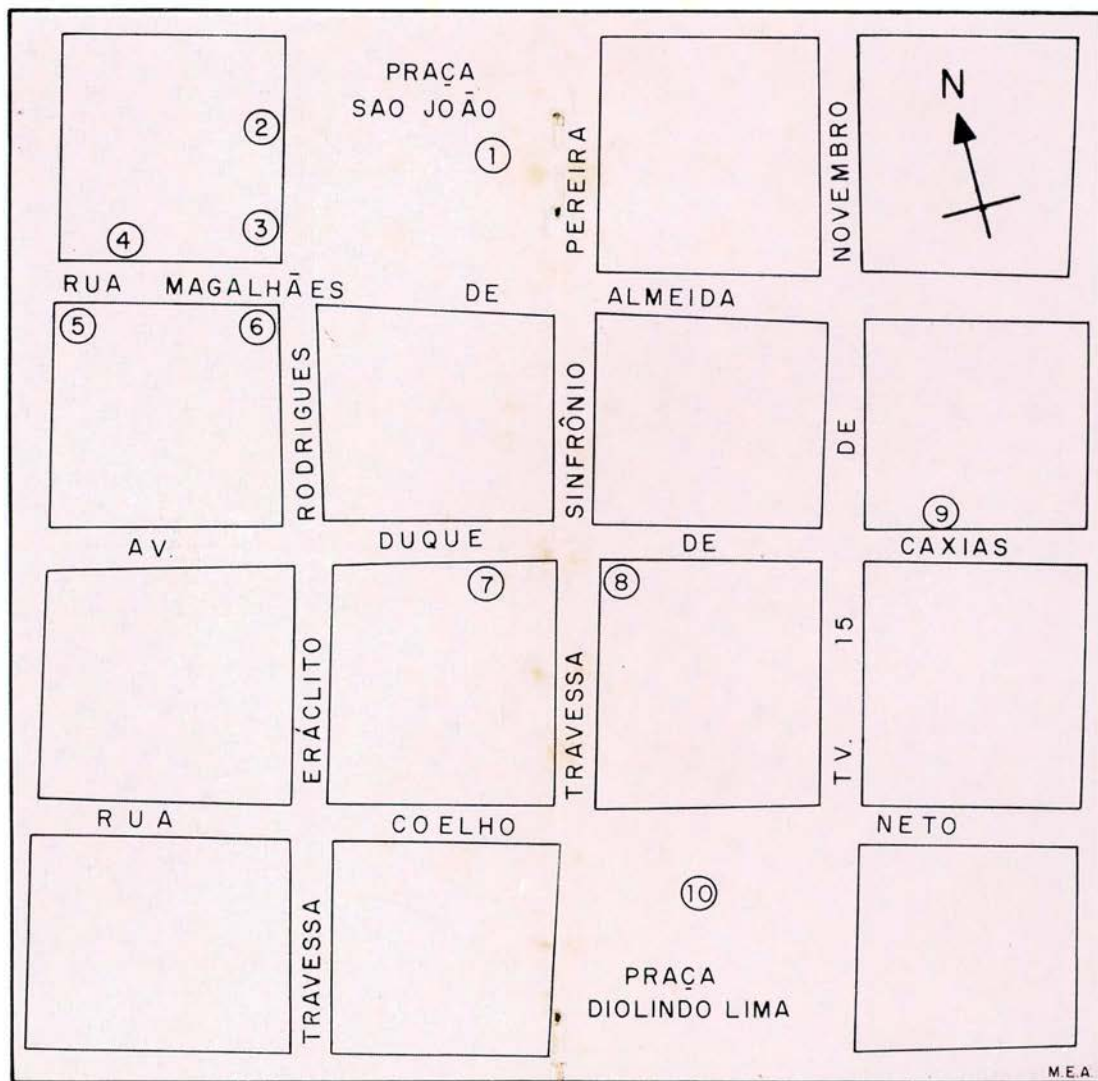 PRAÇA
SAO JOÃO
N
②
①
③
④
RUA MAGALHÃES DE ALMEIDA
⑤
⑥
⑨
AV. DUQUE DE CAXIAS
⑦
⑧
RUA COELHO NETO
⑩
PRAÇA
DIOLINDO LIMA
TRAVESSA ERÁCLITO RODRIGUES
TRAVESSA SINFRÔNIO PEREIRA
TV. 15 DE NOVEMBRO
M.E.A.